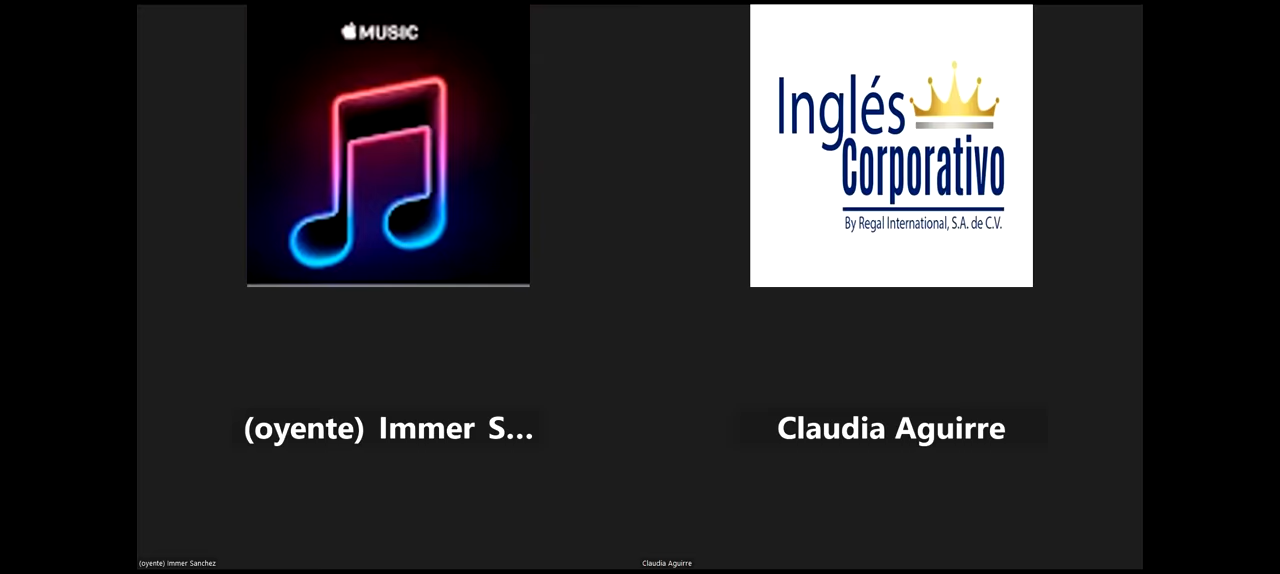 MUSIC
Inglés
Corporativo
By Regal International, S.A. de C.V.
(oyente) Immer S...
Claudia Aguirre
(oyente) Immer Sanchez
Claudia Aguirre